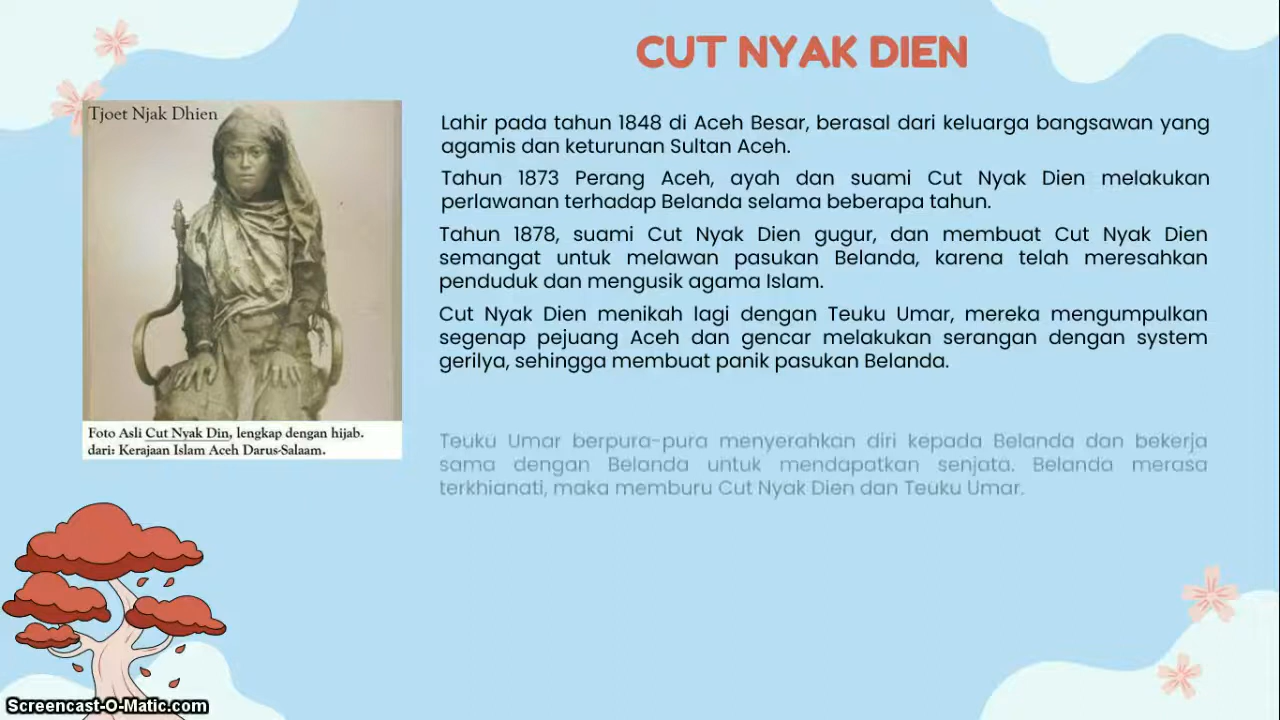 CUT NYAK DIEN
Tjoet Njak Dhien
Foto Asli Cut Nyak Din, lengkap dengan hijab.
dari: Kerajaan Islam Aceh Darus-Salaam.
Lahir pada tahun 1848 di Aceh Besar, berasal dari keluarga bangsawan yang
agamis dan keturunan Sultan Aceh.
Tahun 1873 Perang Aceh, ayah dan suami Cut Nyak Dien melakukan
perlawanan terhadap Belanda selama beberapa tahun.
Tahun 1878, suami Cut Nyak Dien gugur, dan membuat Cut Nyak Dien
semangat untuk melawan pasukan Belanda, karena telah meresahkan
penduduk dan mengusik agama Islam.
Cut Nyak Dien menikah lagi dengan Teuku Umar, mereka mengumpulkan
segenap pejuang Aceh dan gencar melakukan serangan dengan system
gerilya, sehingga membuat panik pasukan Belanda.
Teuku Umar berpura-pura menyerahkan diri kepada Belanda dan bekerja
sama dengan Belanda untuk mendapatkan senjata. Belanda merasa
terkhianati, maka memburu Cut Nyak Dien dan Teuku Umar.
Screencast-O-Matic.com